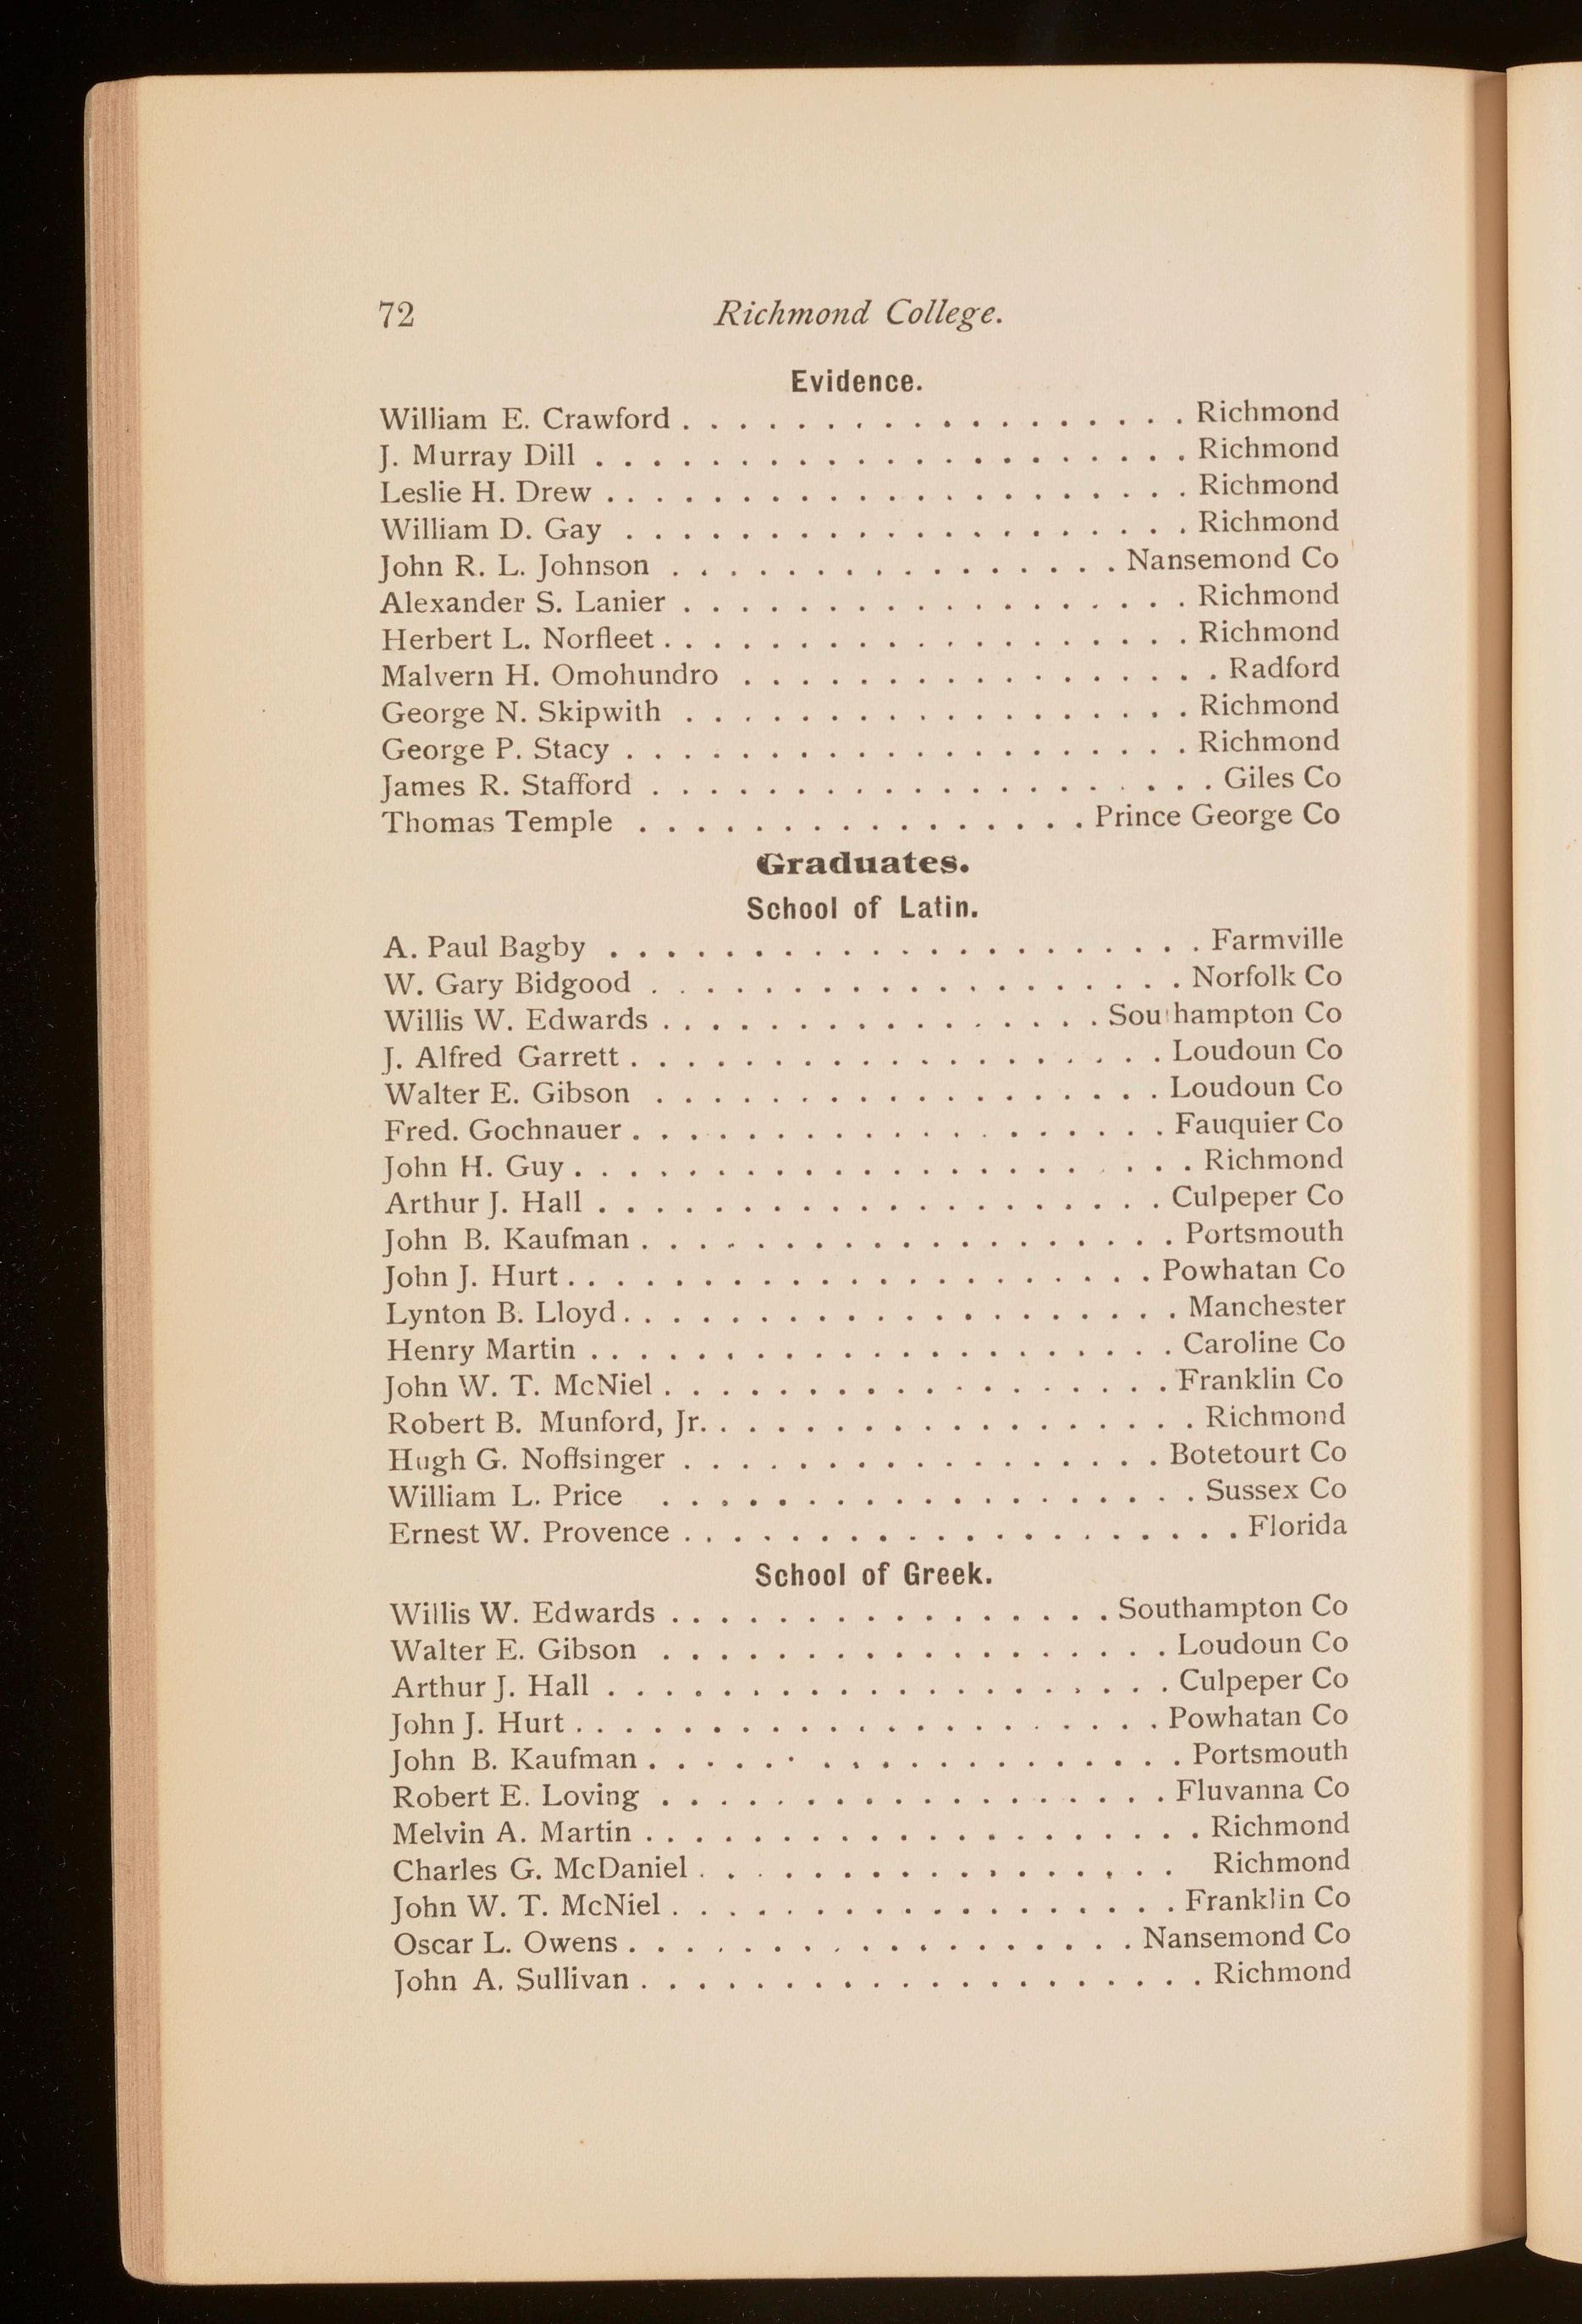 72 Richmond College.
Evidence.
William E. Crawford . . . . . . . . . . . . . . . . . . Richmond
J. Murray Dill . . . . . . . . . . . . . . . . . . . . . Richmond
Leslie H. Drew . . . . . . . . . . . . . . . . . . . . . Richmond
William D. Gay . . . . . . . . . . . . . . . . . . . . Richmond
John R. L. Johnson . . . . . . . . . . . . . . . . Nansemond Co
Alexander S. Lanier . . . . . . . . . . . . . . . . . . Richmond
Herbert L. Norfleet . . . . . . . . . . . . . . . . . . . Richmond
Malvern H. Omohundro . . . . . . . . . . . . . . . . . Radford
George N. Skipwith . . . . . . . . . . . . . . . . . . Richmond
George P. Stacy . . . . . . . . . . . . . . . . . . . . Richmond
James R. Stafford . . . . . . . . . . . . . . . . . . . . Giles Co
Thomas Temple . . . . . . . . . . . . . . . . Prince George Co
Graduates.
School of Latin.
A. Paul Bagby . . . . . . . . . . . . . . . . . . . . . Farmville
W. Gary Bidgood . . . . . . . . . . . . . . . . . . . Norfolk Co
Willis W. Edwards . . . . . . . . . . . . . . . . Southampton Co
J. Alfred Garrett . . . . . . . . . . . . . . . . . . . Loudoun Co
Walter E. Gibson . . . . . . . . . . . . . . . . . . Loudoun Co
Fred. Gochnauer . . . . . . . . . . . . . . . . . . . Fauquier Co
John H. Guy . . . . . . . . . . . . . . . . . . . . . . Richmond
Arthur J. Hall . . . . . . . . . . . . . . . . . . . . Culpeper Co
John B. Kaufman . . . . . . . . . . . . . . . . . . . Portsmouth
John J. Hurt . . . . . . . . . . . . . . . . . . . . . Powhatan Co
Lynton B. Lloyd . . . . . . . . . . . . . . . . . . . . Manchester
Henry Martin . . . . . . . . . . . . . . . . . . . . . Caroline Co
John W. T. McNiel . . . . . . . . . . . . . . . . . . Franklin Co
Robert B. Munford, Jr. . . . . . . . . . . . . . . . . . Richmond
Hugh G. Noffsinger . . . . . . . . . . . . . . . . . Botetourt Co
William L. Price . . . . . . . . . . . . . . . . . . . Sussex Co
Ernest W. Provence . . . . . . . . . . . . . . . . . . . . Florida
School of Greek.
Willis W. Edwards . . . . . . . . . . . . . . . . Southampton Co
Walter E. Gibson . . . . . . . . . . . . . . . . . . Loudoun Co
Arthur J. Hall . . . . . . . . . . . . . . . . . . . . Culpeper Co
John J. Hurt . . . . . . . . . . . . . . . . . . . . . Powhatan Co
John B. Kaufman . . . . . . . . . . . . . . . . . . . Portsmouth
Robert E. Loving . . . . . . . . . . . . . . . . . . Fluvanna Co
Melvin A. Martin . . . . . . . . . . . . . . . . . . . . Richmond
Charles G. McDaniel . . . . . . . . . . . . . . . . . Richmond
John W. T. McNiel . . . . . . . . . . . . . . . . . . Franklin Co
Oscar L. Owens . . . . . . . . . . . . . . . . . . Nansemond Co
John A. Sullivan . . . . . . . . . . . . . . . . . . . . Richmond